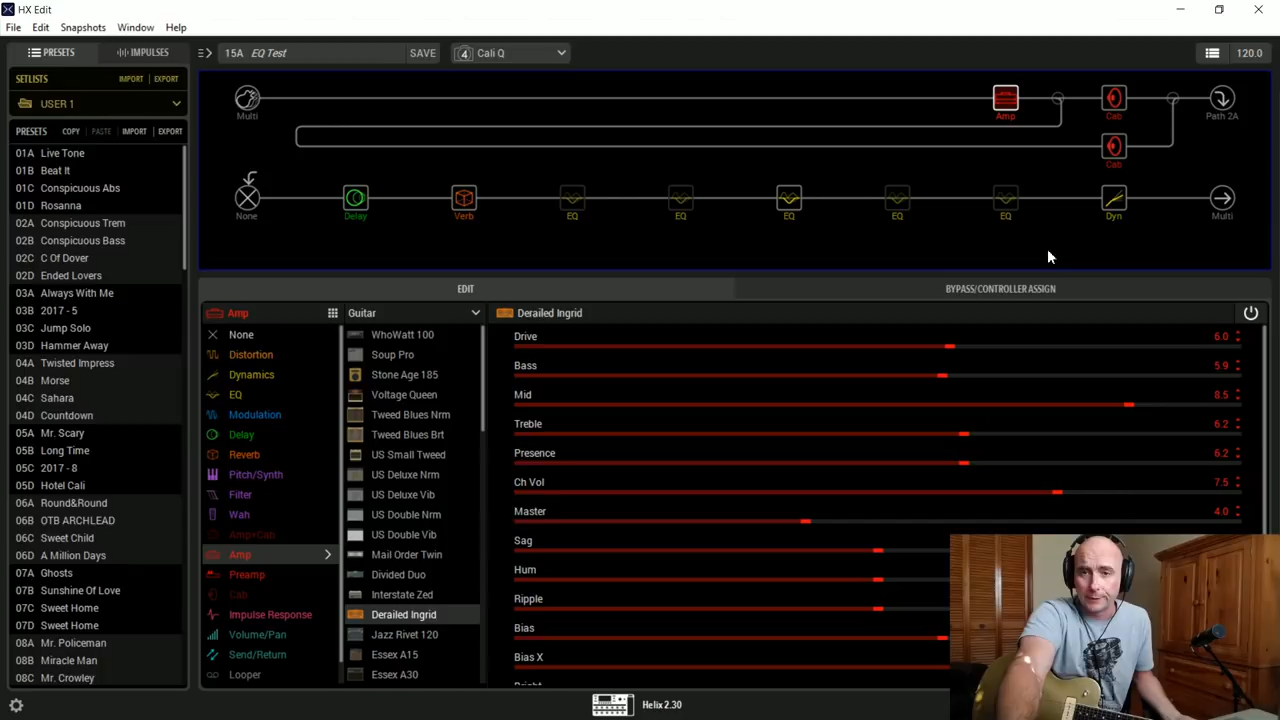 HX Edit
File Edit Snapshots Window Help
PRESETS IMPULSES 15A EQ Test SAVE 4 Cali Q 120.0
SETLISTS IMPORT EXPORT
USER 1
PRESETS COPY PASTE IMPORT EXPORT
01A Live Tone
01B Beat It
01C Conspicuous Abs
01D Rosanna
02A Conspicuous Trem
02B Conspicuous Bass
02C C Of Dover
02D Ended Lovers
03A Always With Me
03B 2017 - 5
03C Jump Solo
03D Hammer Away
04A Twisted Impress
04B Morse
04C Sahara
04D Countdown
05A Mr. Scary
05B Long Time
05C 2017 - 8
05D Hotel Cali
06A Round&Round
06B OTB ARCHLEAD
06C Sweet Child
06D A Million Days
07A Ghosts
07B Sunshine Of Love
07C Sweet Home
07D Sweet Home
08A Mr. Policeman
08B Miracle Man
08C Mr. Crowley
Multi Amp Cab Path 2A
Cab
None Delay Verb EQ EQ EQ EQ EQ Dyn Multi
EDIT BYPASS/CONTROLLER ASSIGN
Amp Guitar Derailed Ingrid
None
Distortion
Dynamics
EQ
Modulation
Delay
Reverb
Pitch/Synth
Filter
Wah
Amp+Cab
Amp
Preamp
Cab
Impulse Response
Volume/Pan
Send/Return
Looper
WhoWatt 100
Soup Pro
Stone Age 185
Voltage Queen
Tweed Blues Nrm
Tweed Blues Brt
US Small Tweed
US Deluxe Nrm
US Deluxe Vib
US Double Nrm
US Double Vib
Mail Order Twin
Divided Duo
Interstate Zed
Derailed Ingrid
Jazz Rivet 120
Essex A15
Essex A30
Drive 6.0
Bass 5.9
Mid 8.5
Treble 6.2
Presence 6.2
Ch Vol 7.5
Master 4.0
Sag
Hum
Ripple
Bias
Bias X
Bright
Helix 2.30